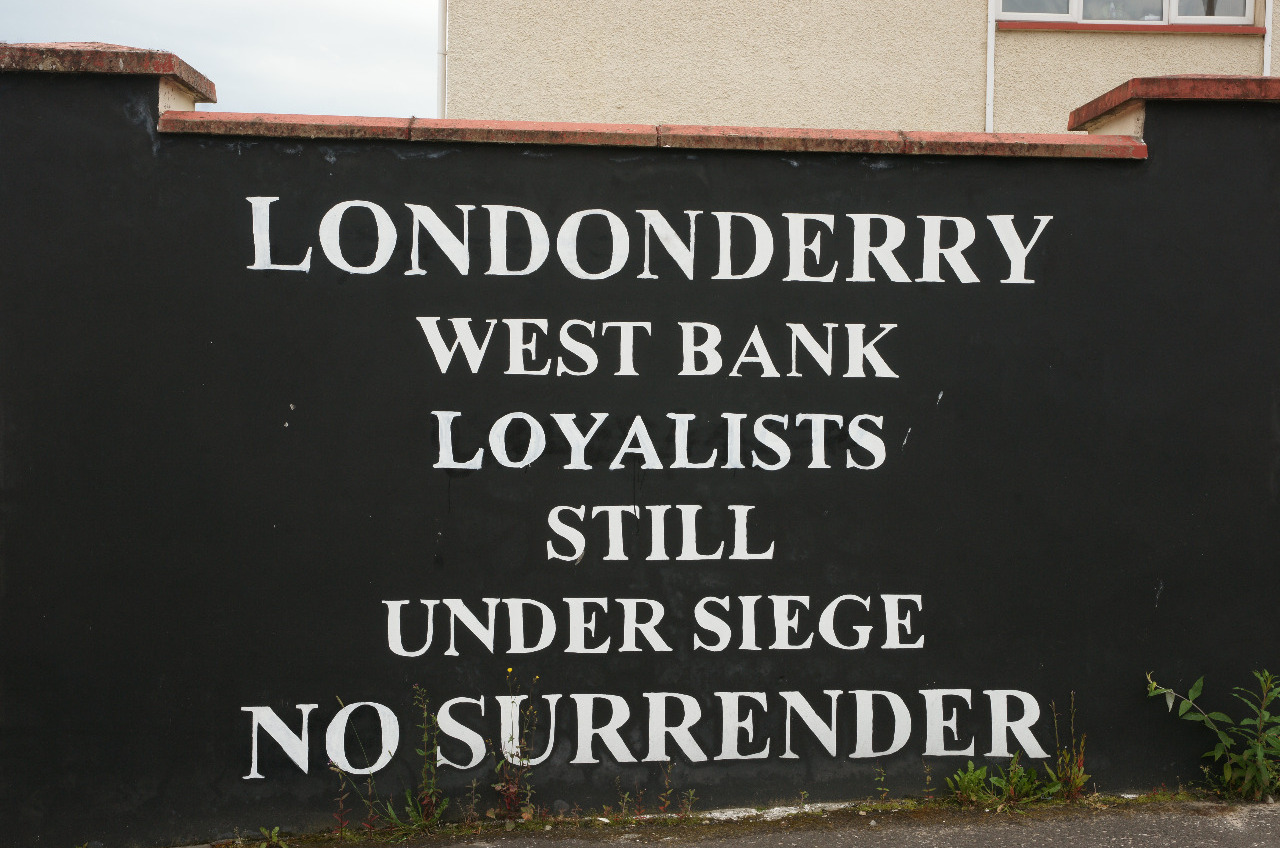 LONDONDERRY
WEST BANK
LOYALISTS
STILL
UNDER SIEGE
NO SURRENDER